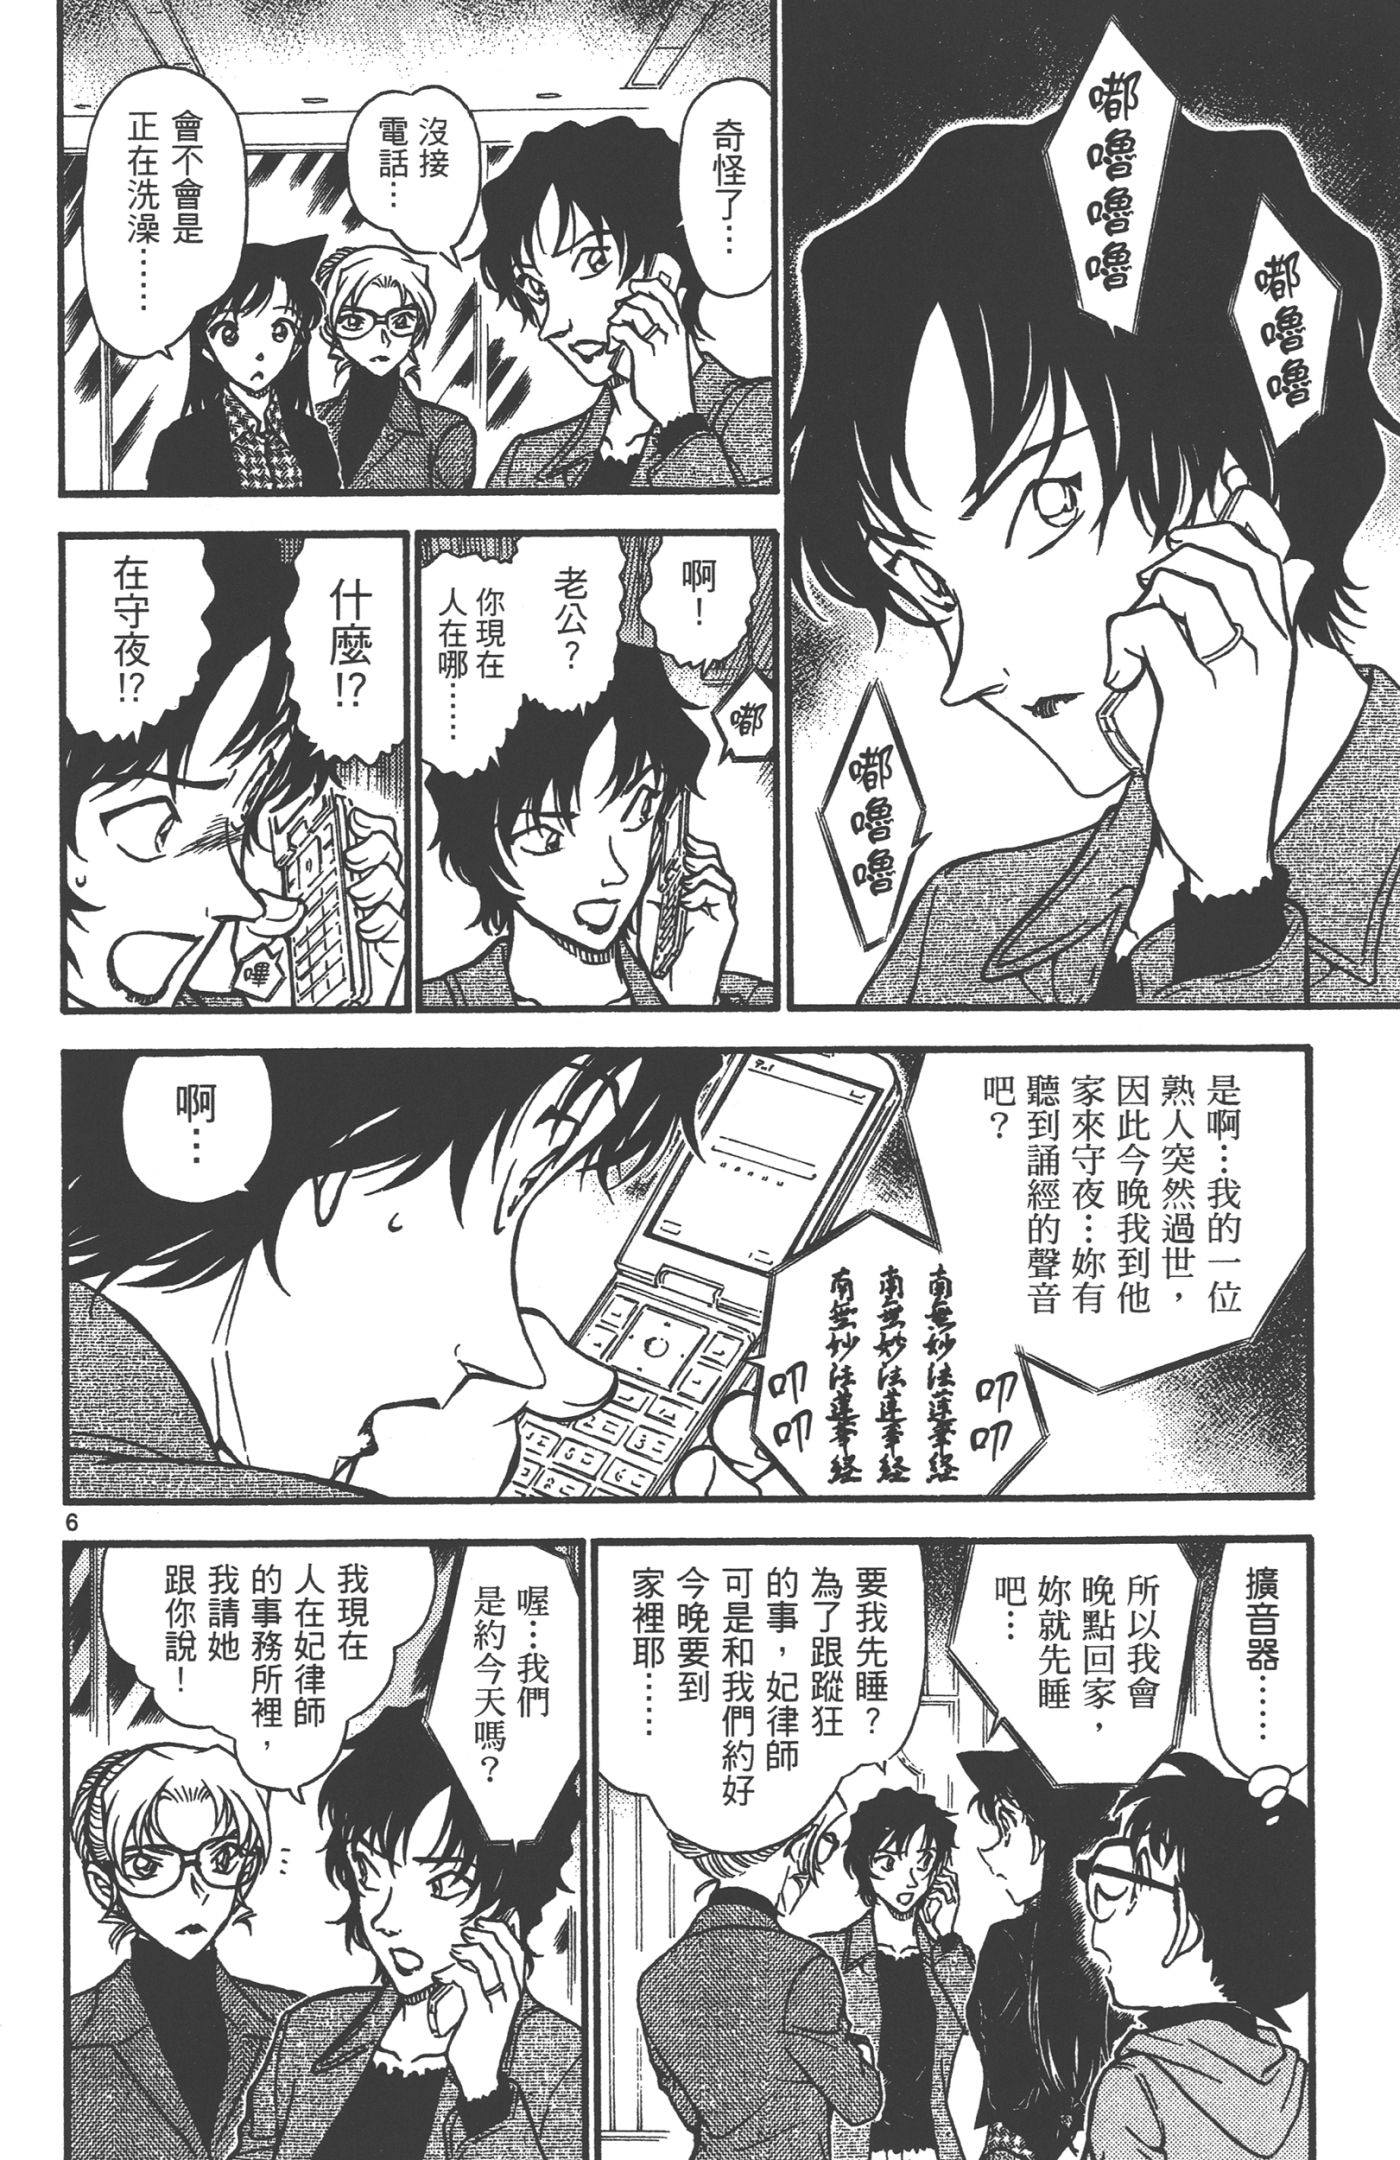 嘟嚕嚕嚕
嘟嚕嚕
嘟嚕嚕
奇怪了…
沒接
電話…
會不會是
正在洗澡……
嘟
啊！
老公？
你現在
人在哪……
什麼!?
在守夜!?
嗶
是啊…我的一位
熟人突然過世，
因此今晚我到他
家來守夜…妳有
聽到誦經的聲音
吧？
南無妙法蓮華経
南無妙法蓮華経
南無妙法蓮華経
叩叩
叩叩
啊…
擴音器……
所以我會
晚點回家，
妳就先睡
吧…
要我先睡？
為了跟蹤狂
的事，妃律師
可是和我們約好
今晚要到
家裡耶……
喔…我們
是約今天嗎？
我現在
人在妃律師
的事務所裡，
我請她
跟你說！
6